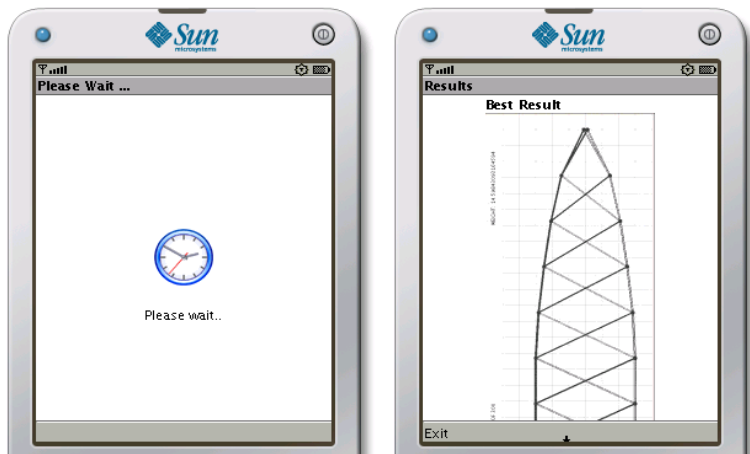 Sun
microsystems
Please Wait ...
Please wait..
Sun
microsystems
Results
Best Result
Exit